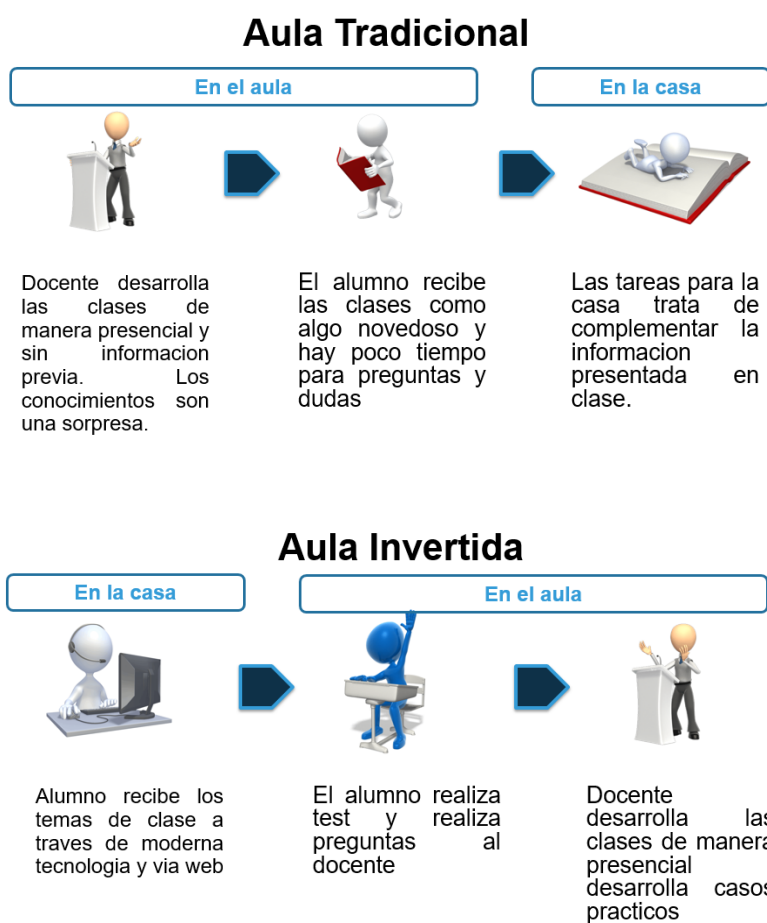 Aula Tradicional
En el aula
En la casa
Docente desarrolla
las clases de
manera presencial y
sin informacion
previa. Los
conocimientos son
una sorpresa.
El alumno recibe
las clases como
algo novedoso y
hay poco tiempo
para preguntas y
dudas
Las tareas para la
casa trata de
complementar la
informacion
presentada en
clase.
Aula Invertida
En la casa
En el aula
Alumno recibe los
temas de clase a
traves de moderna
tecnologia y via web
El alumno realiza
test y realiza
preguntas al
docente
Docente
desarrolla las
clases de manera
presencial
desarrolla casos
practicos